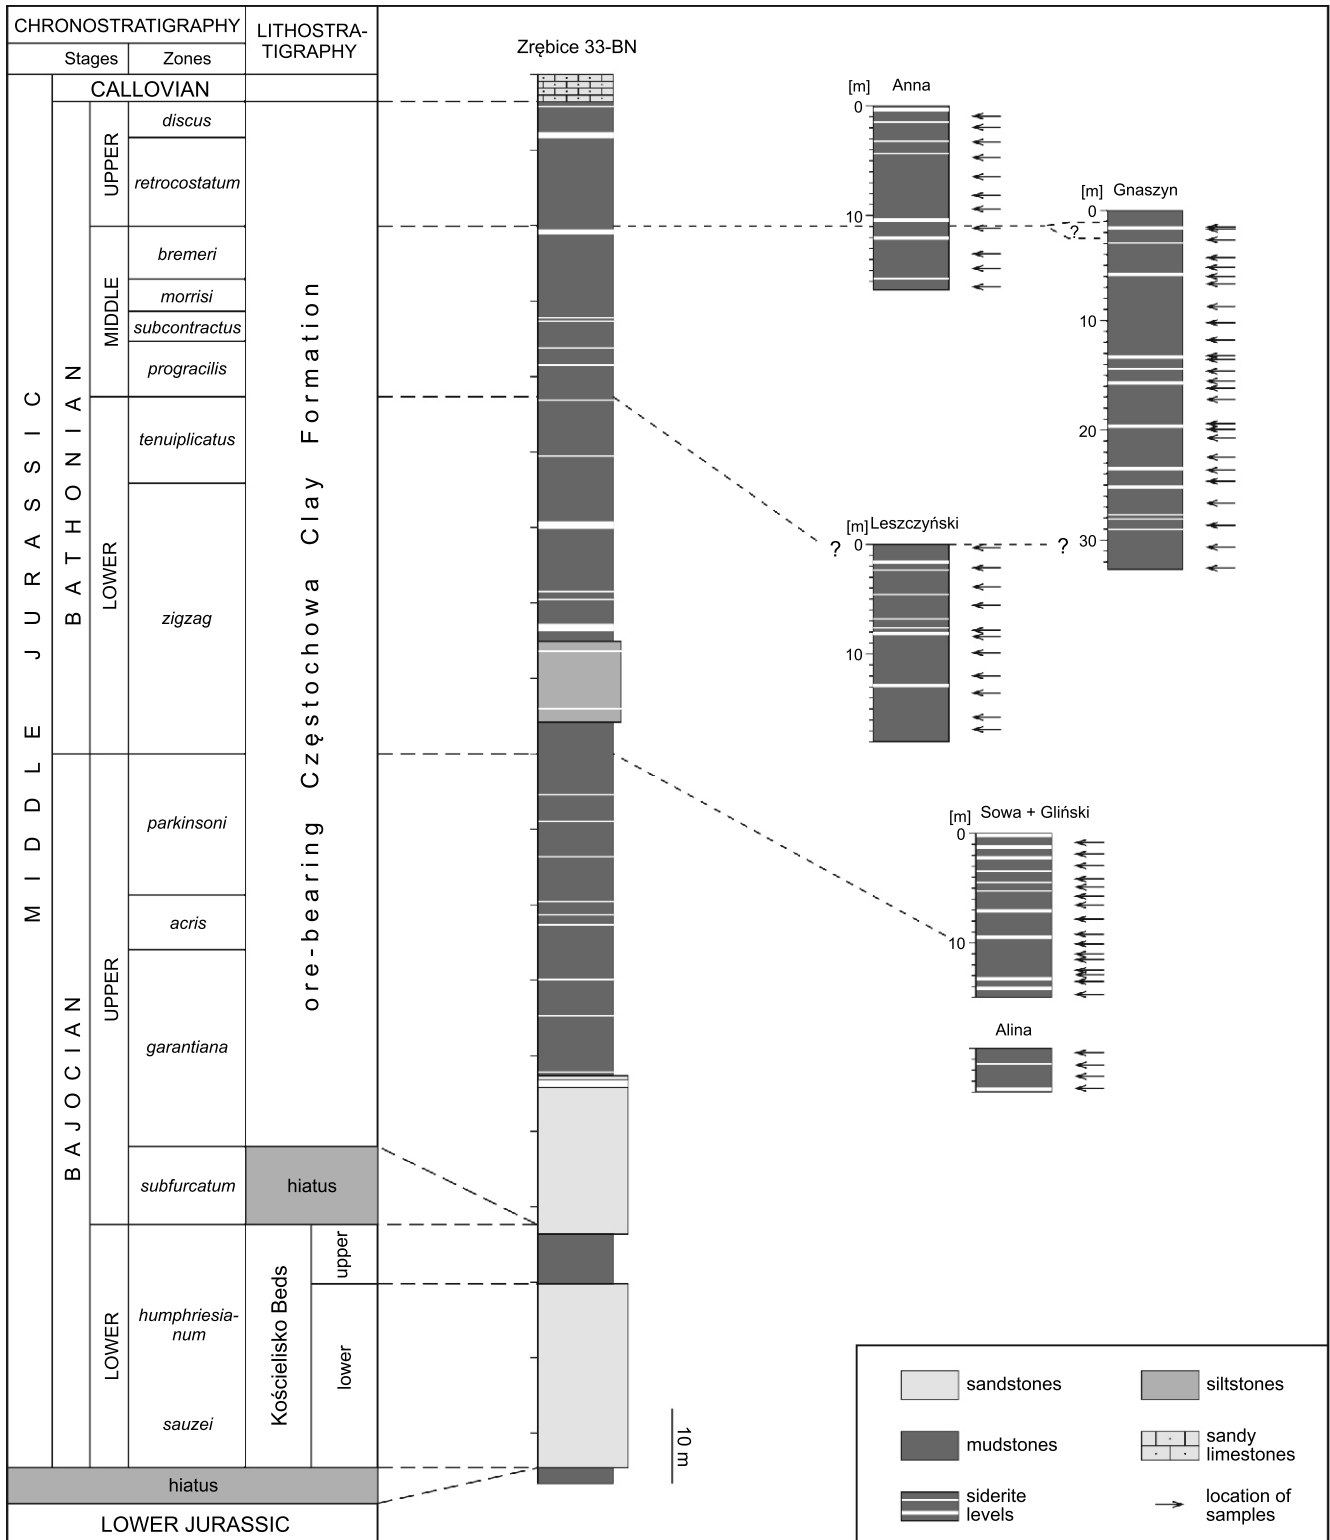 CHRONOSTRATIGRAPHY
LITHOSTRA-
TIGRAPHY
Stages
Zones
MIDDLE JURASSIC
CALLOVIAN
BATHONIAN
UPPER
discus
retrocostatum
MIDDLE
bremeri
morrisi
subcontractus
progracilis
LOWER
tenuiplicatus
zigzag
BAJOCIAN
UPPER
parkinsoni
acris
garantiana
subfurcatum
LOWER
humphriesia-
num
sauzei
hiatus
LOWER JURASSIC
ore-bearing Częstochowa Clay Formation
hiatus
Kościelisko Beds
upper
lower
Zrębice 33-BN
10 m
[m]
Anna
0
10
[m]
Gnaszyn
0
?
10
20
30
[m]
Leszczyński
0
?
?
10
[m]
Sowa + Gliński
0
10
Alina
sandstones
siltstones
mudstones
sandy
limestones
siderite
levels
location of
samples